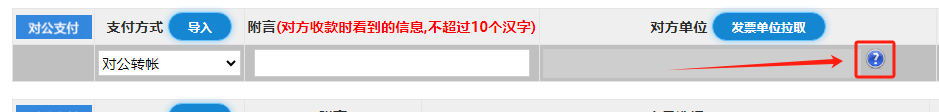 对公支付 支付方式 导入 附言(对方收款时看到的信息,不超过10个汉字) 对方单位 发票单位拉取
对公转帐 ?